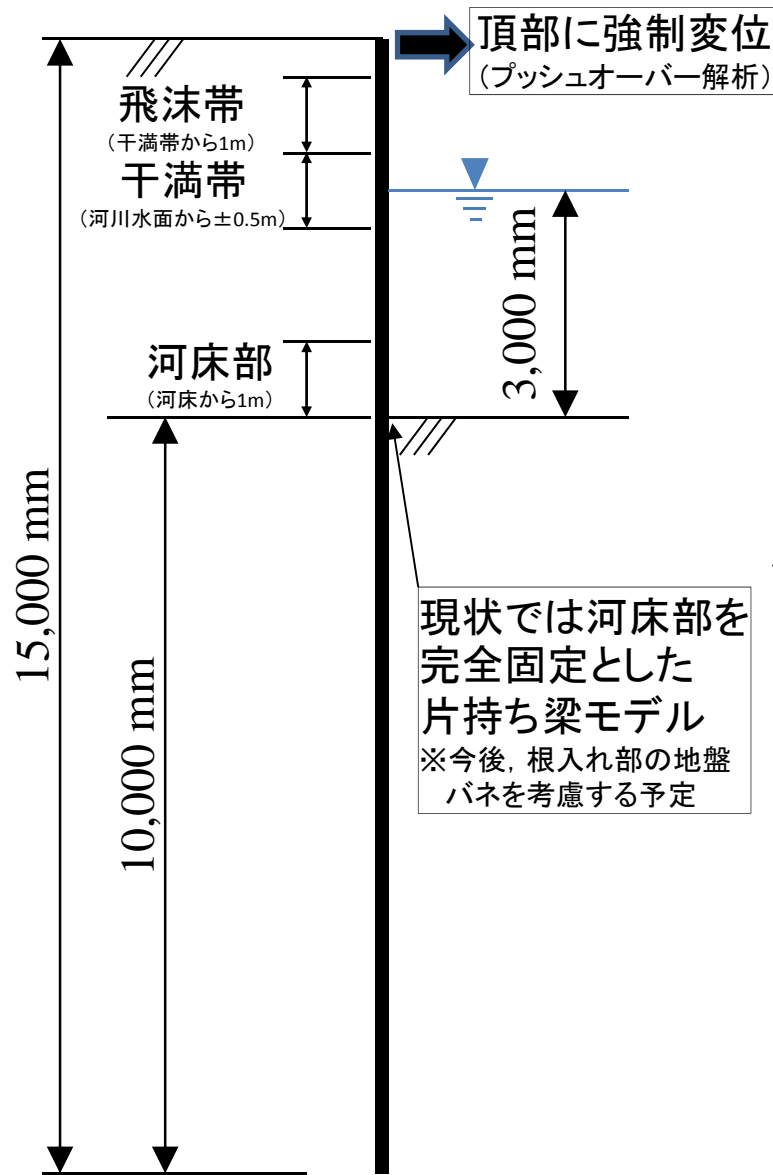 頂部に強制変位
(プッシュオーバー解析)
飛沫帯
（干満帯から1m）
干満帯
（河川水面から±0.5m）
3,000 mm
河床部
（河床から1m）
15,000 mm
10,000 mm
現状では河床部を
完全固定とした
片持ち梁モデル
※今後，根入れ部の地盤
バネを考慮する予定